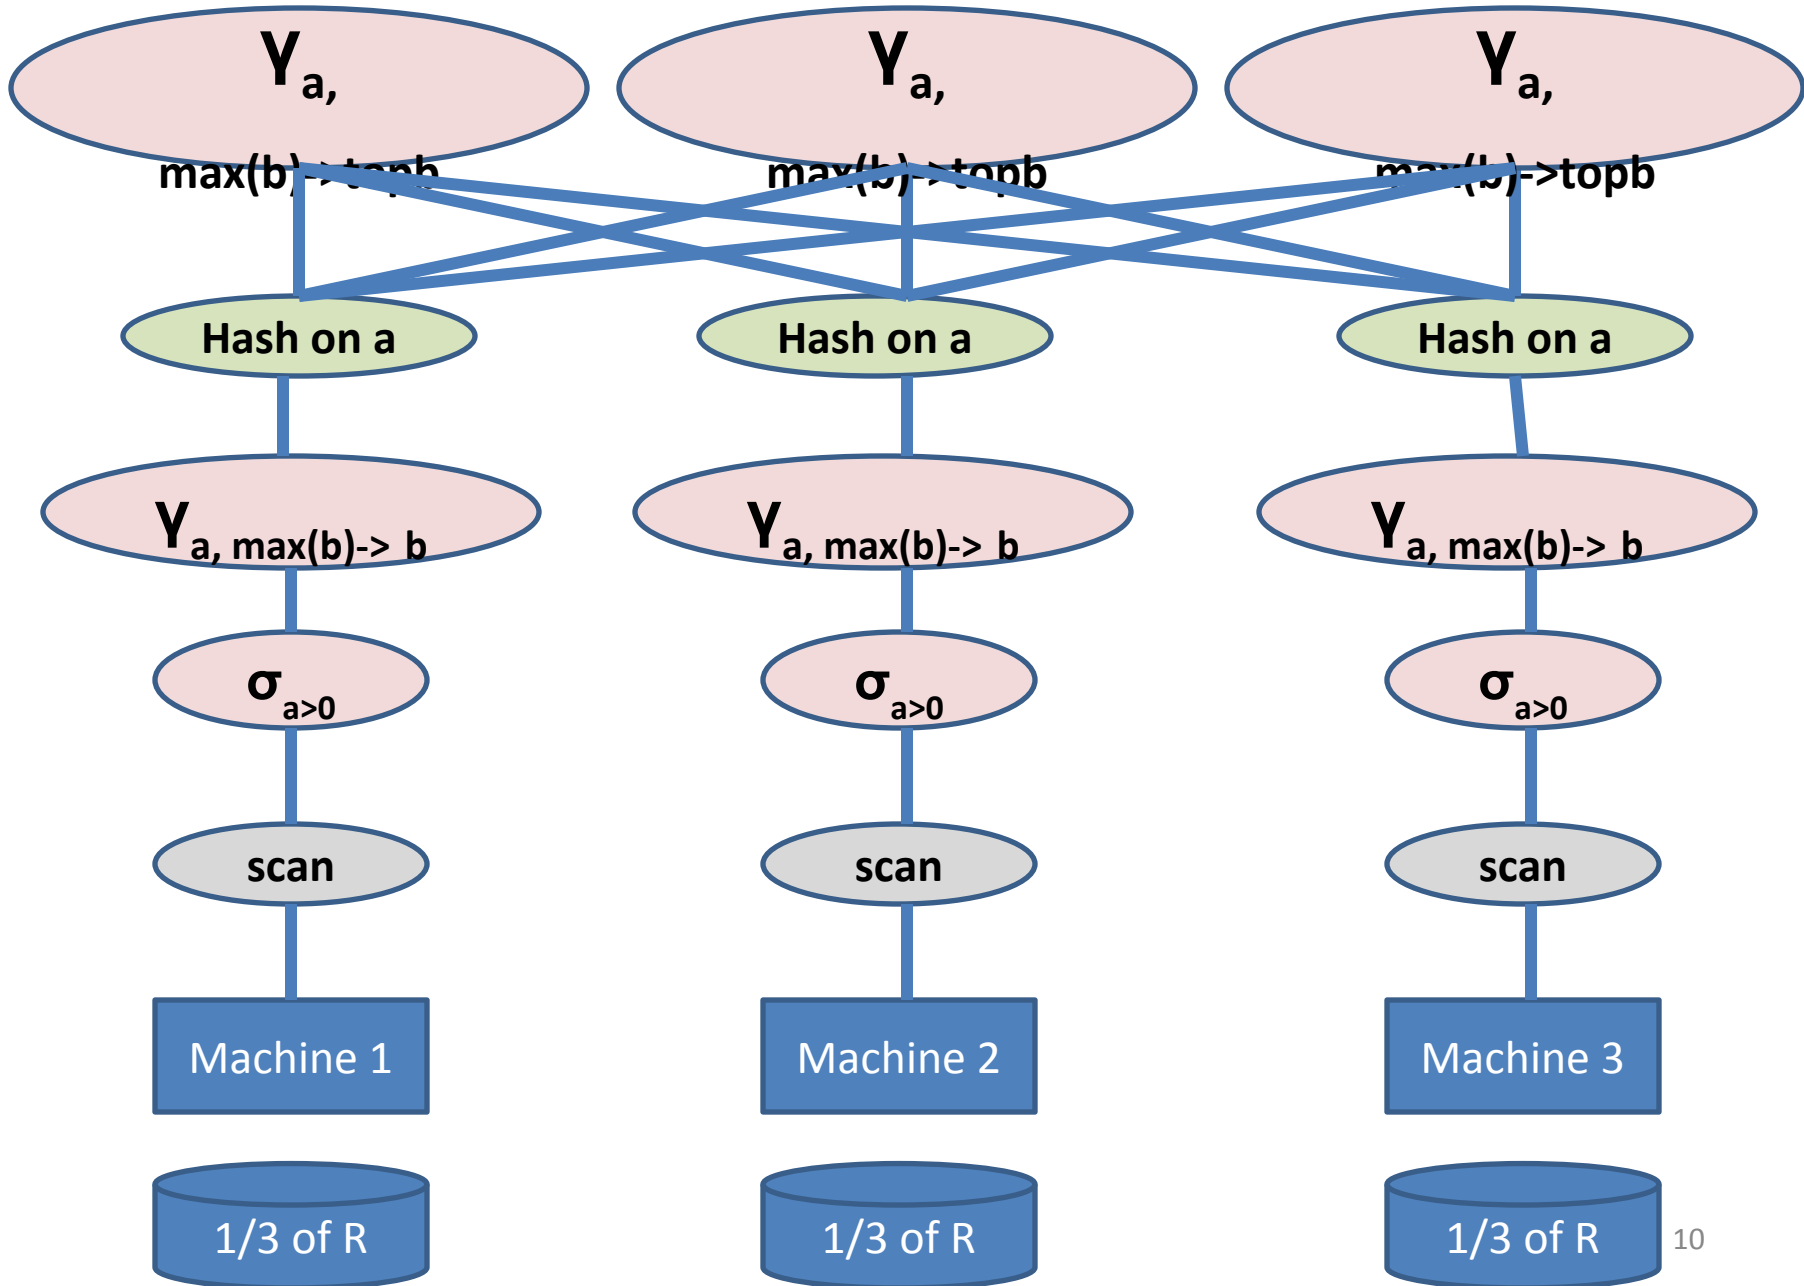 γa, γa, γa,
max(b)->topb max(b)->topb max(b)->topb
Hash on a Hash on a Hash on a
γa, max(b)-> b γa, max(b)-> b γa, max(b)-> b
σa>0 σa>0 σa>0
scan scan scan
Machine 1 Machine 2 Machine 3
1/3 of R 1/3 of R 1/3 of R 10